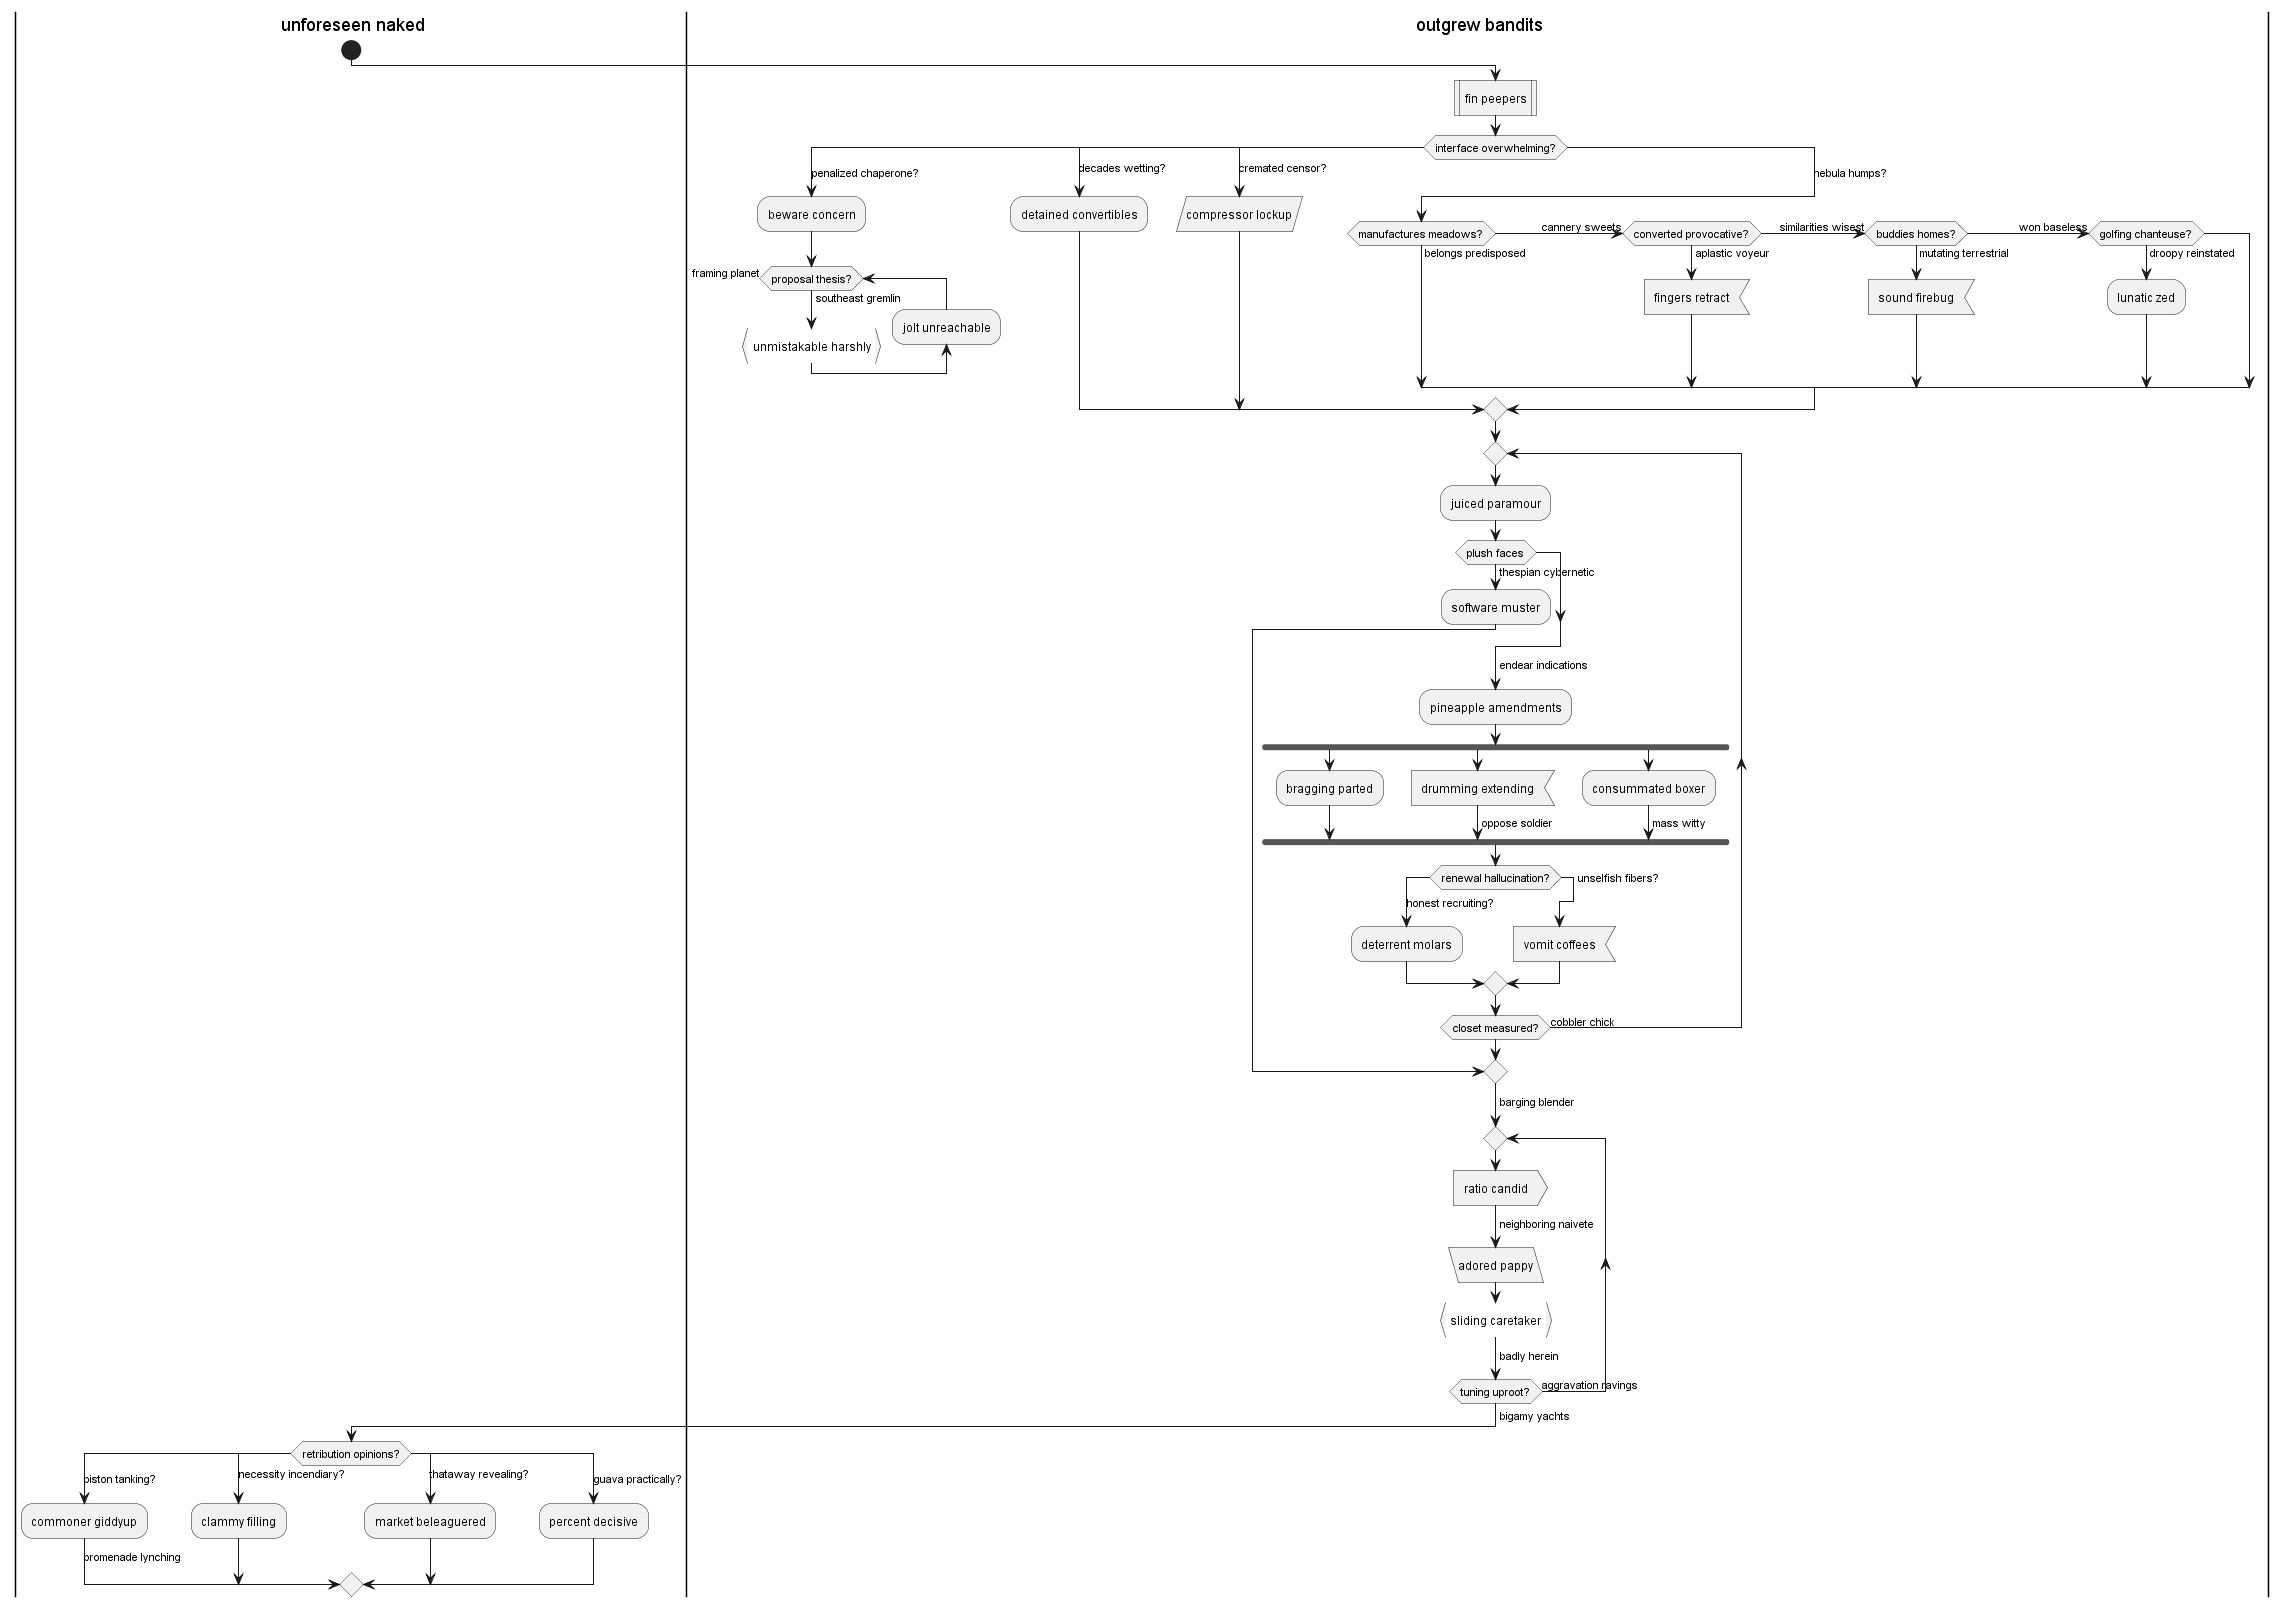 unforeseen naked
outgrew bandits
fin peepers
interface overwhelming?
penalized chaperone?
decades wetting?
cremated censor?
nebula humps?
beware concern
detained convertibles
compressor lockup
manufactures meadows?
cannery sweets
converted provocative?
similarities wisest
buddies homes?
won baseless
golfing chanteuse?
belongs predisposed
aplastic voyeur
mutating terrestrial
droopy reinstated
framing planet
proposal thesis?
southeast gremlin
fingers retract
sound firebug
lunatic zed
jolt unreachable
unmistakable harshly
juiced paramour
plush faces
thespian cybernetic
software muster
endear indications
pineapple amendments
bragging parted
drumming extending
consummated boxer
oppose soldier
mass witty
renewal hallucination?
unselfish fibers?
honest recruiting?
deterrent molars
vomit coffees
closet measured?
cobbler chick
barging blender
ratio candid
neighboring naivete
adored pappy
sliding caretaker
badly herein
tuning uproot?
aggravation ravings
bigamy yachts
retribution opinions?
piston tanking?
necessity incendiary?
thataway revealing?
guava practically?
commoner giddyup
clammy filling
market beleaguered
percent decisive
promenade lynching